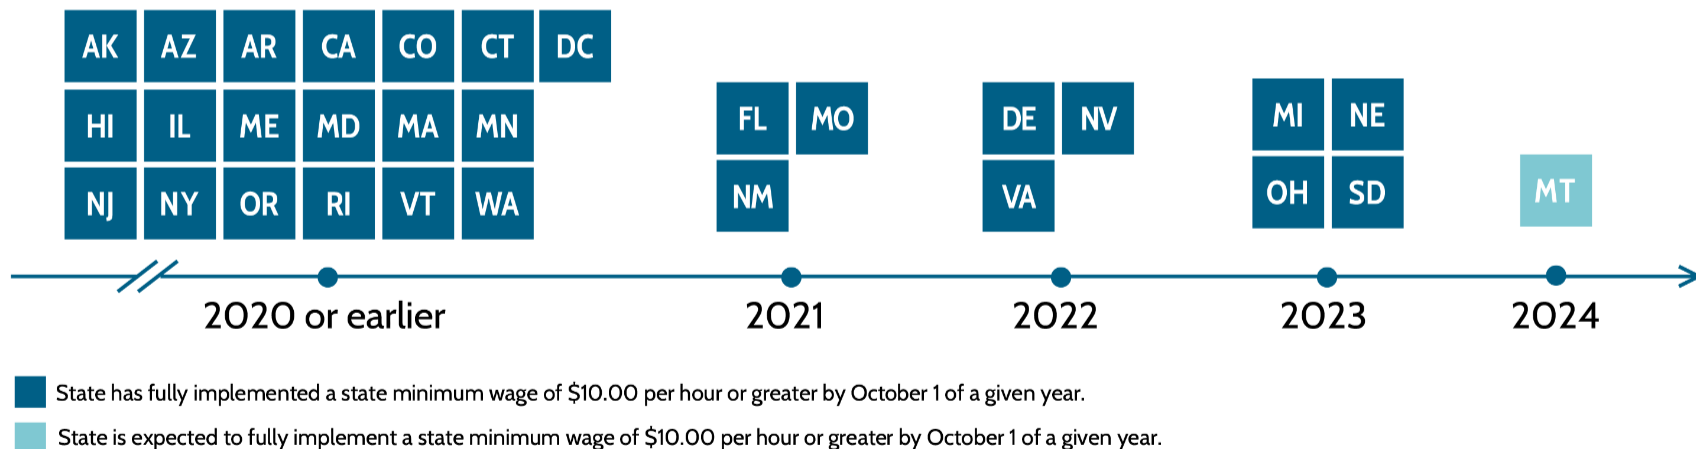 AK AZ AR CA CO CT DC
HI IL ME MD MA MN
NJ NY OR RI VT WA
FL MO
NM
DE NV
VA
MI NE
OH SD
MT
2020 or earlier 2021 2022 2023 2024
State has fully implemented a state minimum wage of $10.00 per hour or greater by October 1 of a given year.
State is expected to fully implement a state minimum wage of $10.00 per hour or greater by October 1 of a given year.